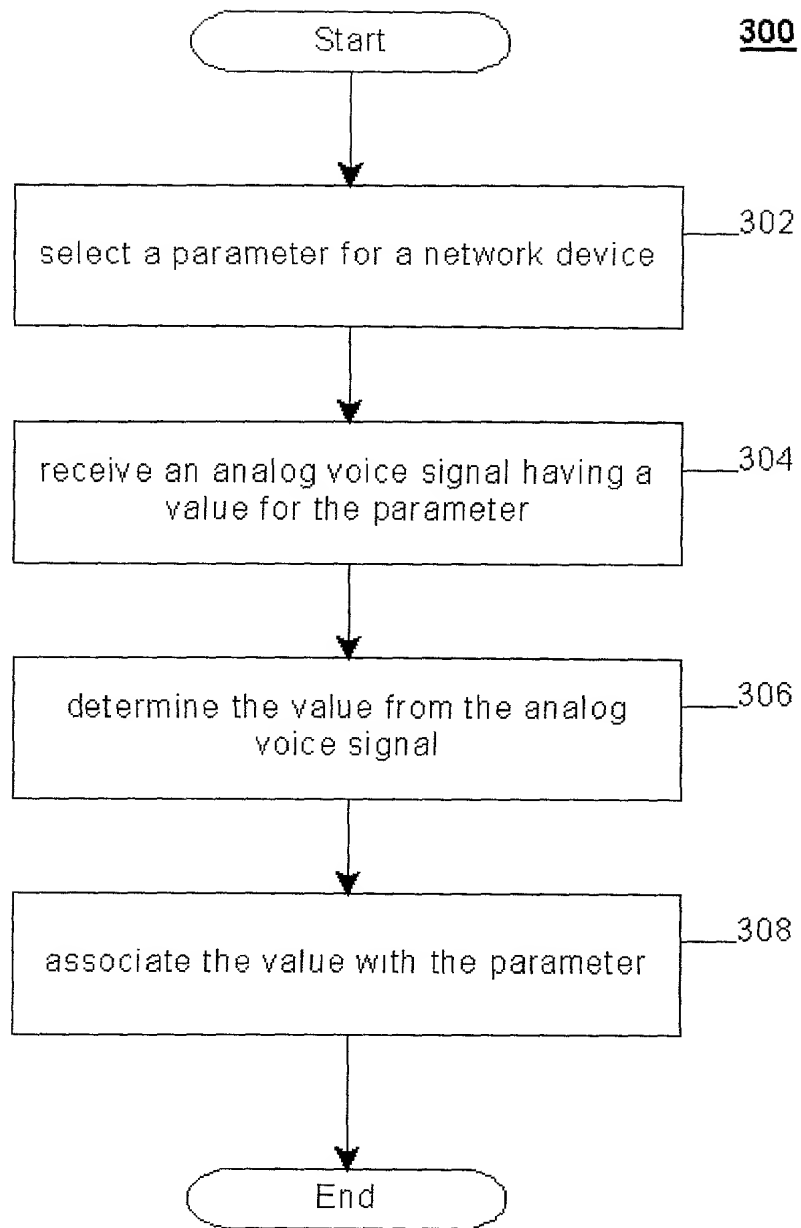 Start
300
select a parameter for a network device
302
receive an analog voice signal having a
value for the parameter
304
determine the value from the analog
voice signal
306
associate the value with the parameter
308
End